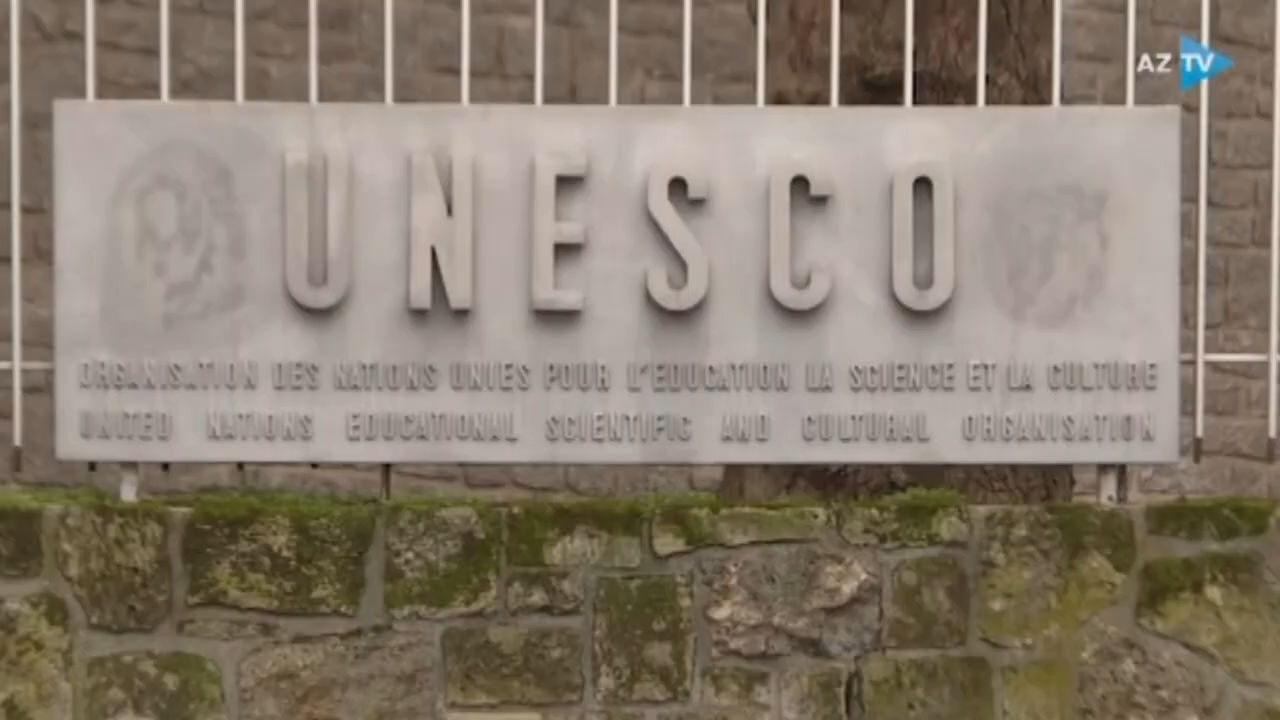 AZ TV
UNESCO
ORGANISATION DES NATIONS UNIES POUR L'EDUCATION LA SCIENCE ET LA CULTURE
UNITED NATIONS EDUCATIONAL SCIENTIFIC AND CULTURAL ORGANISATION